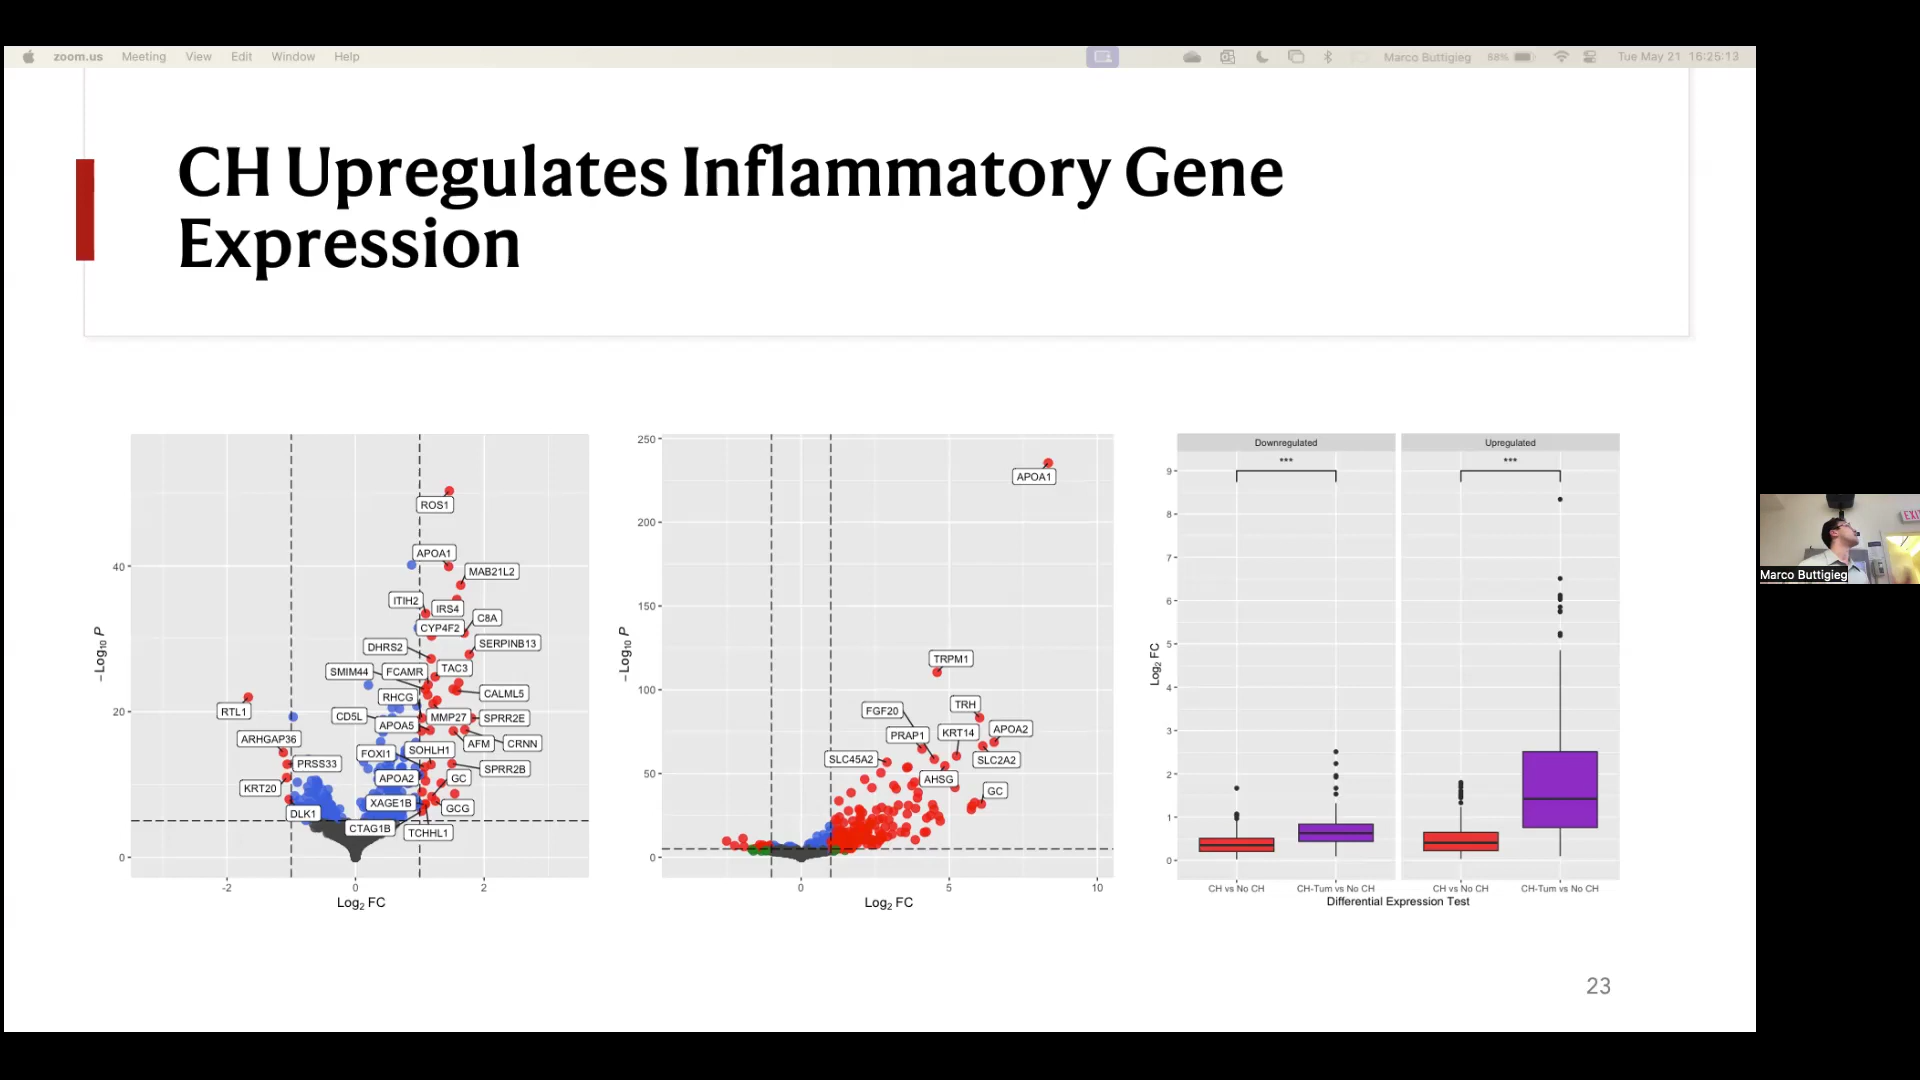 zoom.us Meeting View Edit Window Help Marco Buttigieg 88% Tue May 21 16:25:13
CH Upregulates Inflammatory Gene
Expression
− Log10 P
40
20
0
-2
0
2
Log2 FC
ROS1
APOA1
MAB21L2
ITIH2
IRS4
C8A
CYP4F2
SERPINB13
DHRS2
TAC3
SMIM44
FCAMR
CALML5
RHCG
CD5L
MMP27
SPRR2E
APOA5
RTL1
ARHGAP36
PRSS33
KRT20
DLK1
AFM
CRNN
FOXI1
SOHLH1
SPRR2B
APOA2
GC
XAGE1B
GCG
CTAG1B
TCHHL1
− Log10 P
250
200
150
100
50
0
0
5
10
Log2 FC
APOA1
TRPM1
TRH
FGF20
APOA2
PRAP1
KRT14
SLC45A2
SLC2A2
AHSG
GC
Downregulated
Upregulated
***
***
Log2 FC
9
8
7
6
5
4
3
2
1
0
CH vs No CH
CH-Tum vs No CH
CH vs No CH
CH-Tum vs No CH
Differential Expression Test
23
EXI
Marco Buttigieg